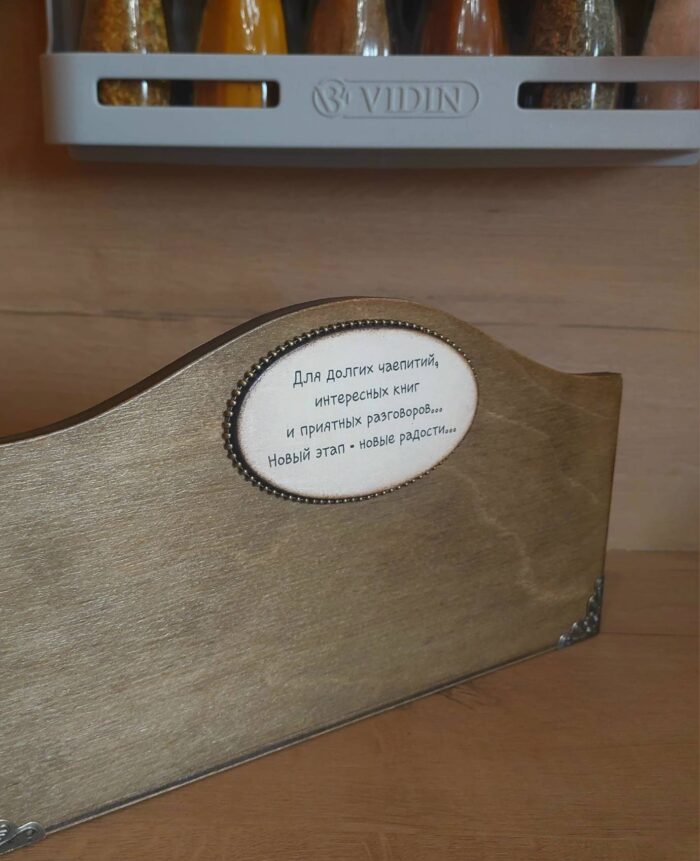 VIDIN
Для долгих чаепитий,
интересных книг
и приятных разговоров...
Новый этап - новые радости...